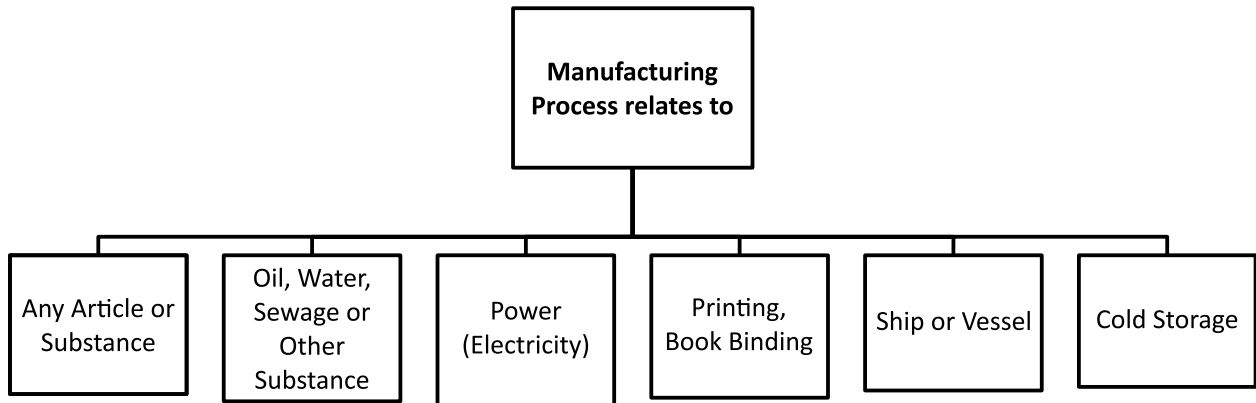 Manufacturing
Process relates to
Any Article or
Substance
Oil, Water,
Sewage or
Other
Substance
Power
(Electricity)
Printing,
Book Binding
Ship or Vessel
Cold Storage